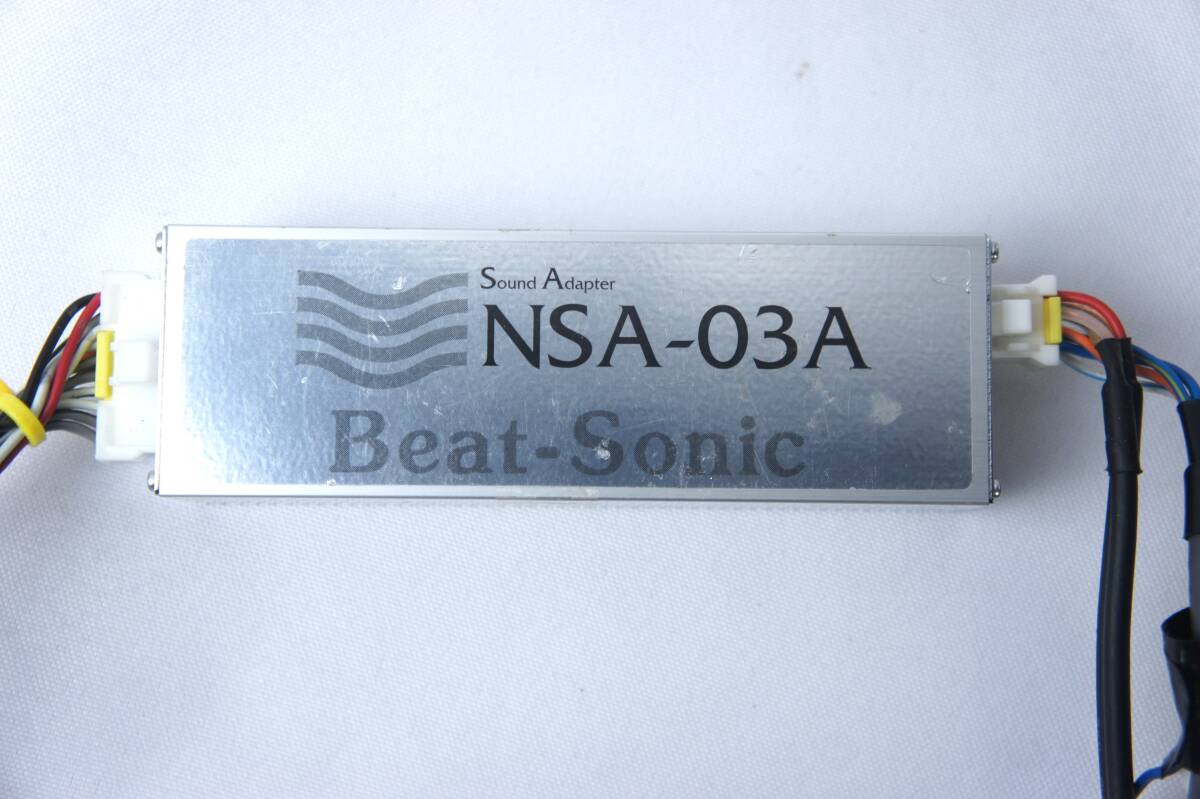 Sound Adapter
NSA-03A
Beat-Sonic